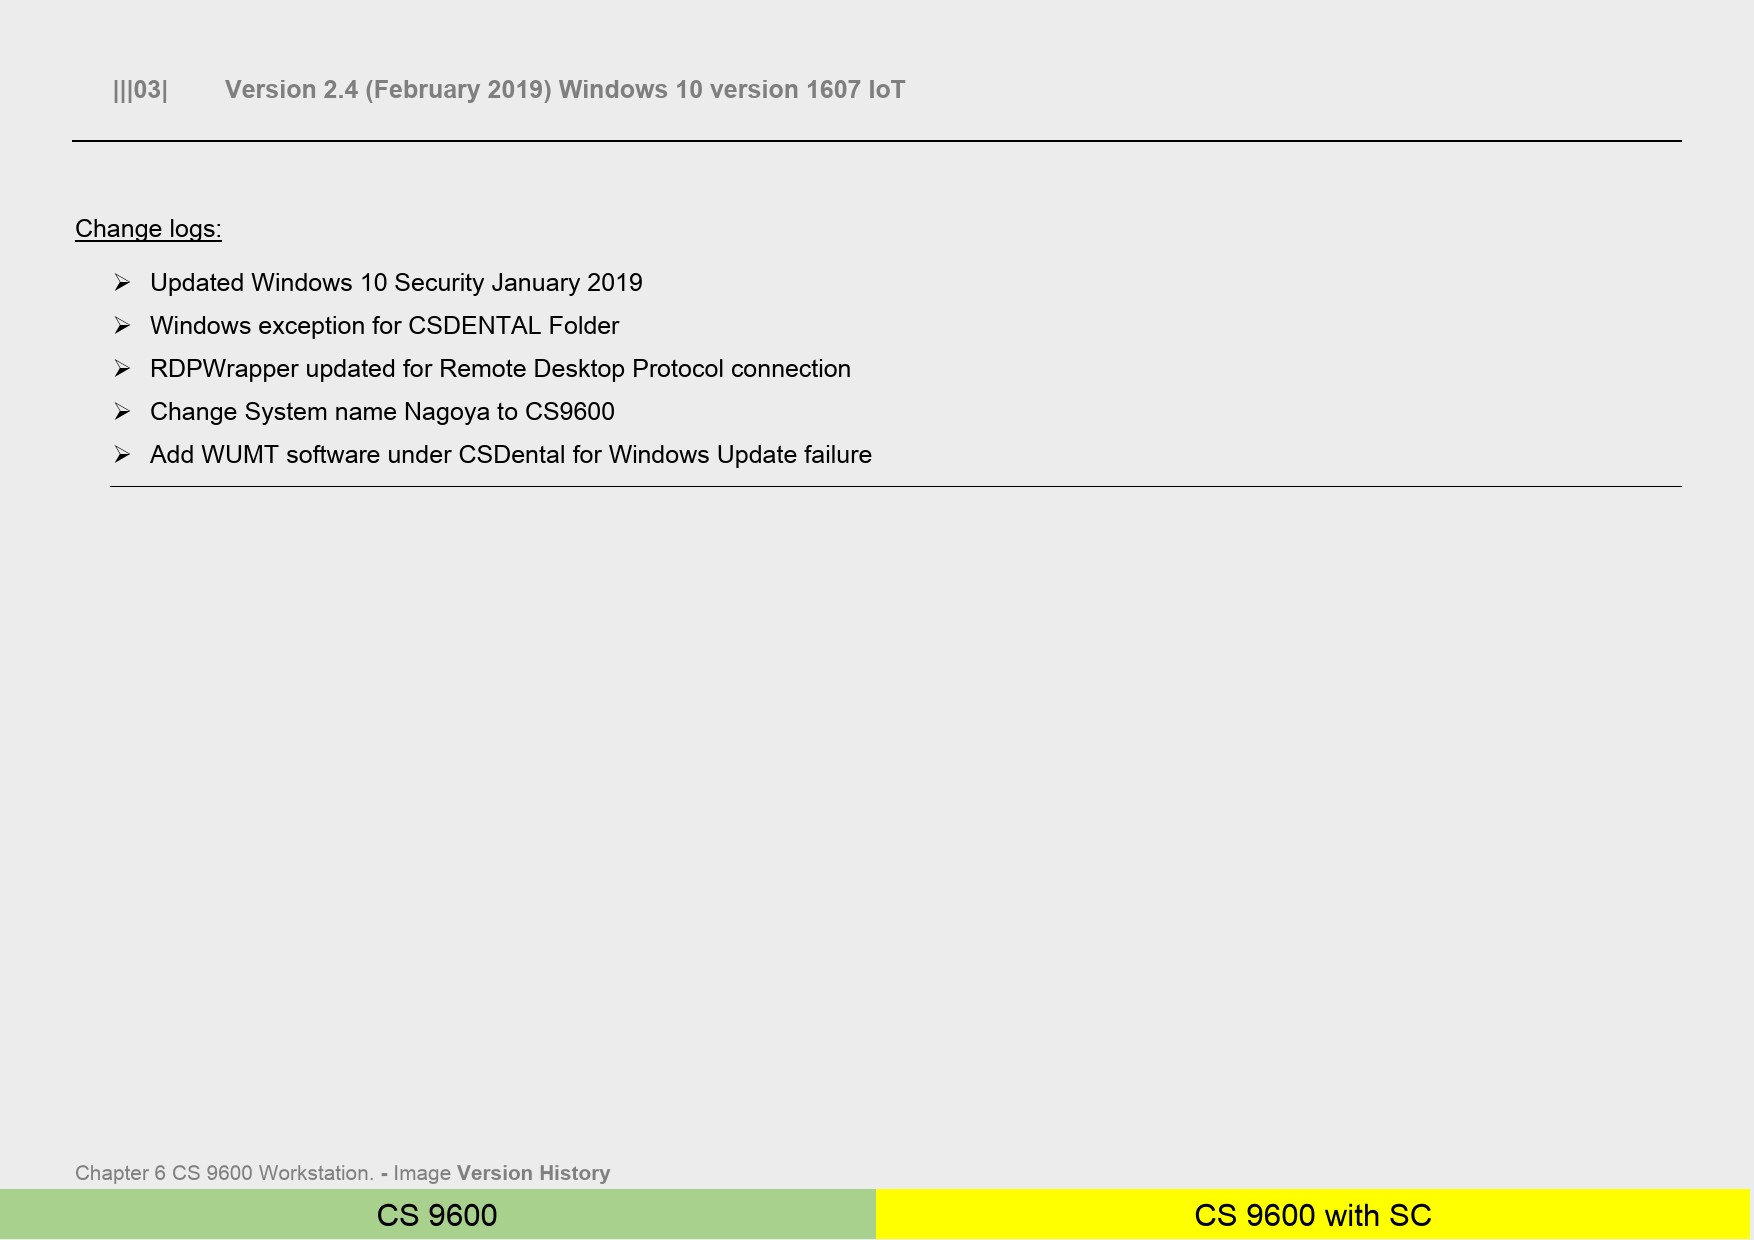 |||03| Version 2.4 (February 2019) Windows 10 version 1607 IoT
Change logs:
➢ Updated Windows 10 Security January 2019
➢ Windows exception for CSDENTAL Folder
➢ RDPWrapper updated for Remote Desktop Protocol connection
➢ Change System name Nagoya to CS9600
➢ Add WUMT software under CSDental for Windows Update failure
Chapter 6 CS 9600 Workstation. - Image Version History
CS 9600 CS 9600 with SC